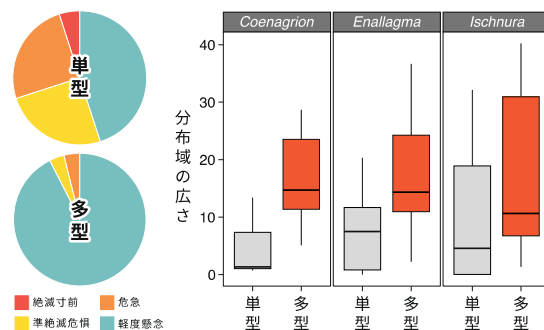 単型
多型
絶滅寸前
危急
準絶滅危惧
軽度懸念
Coenagrion
Enallagma
Ischnura
分布域の広さ
40
30
20
10
0
単型
多型
単型
多型
単型
多型